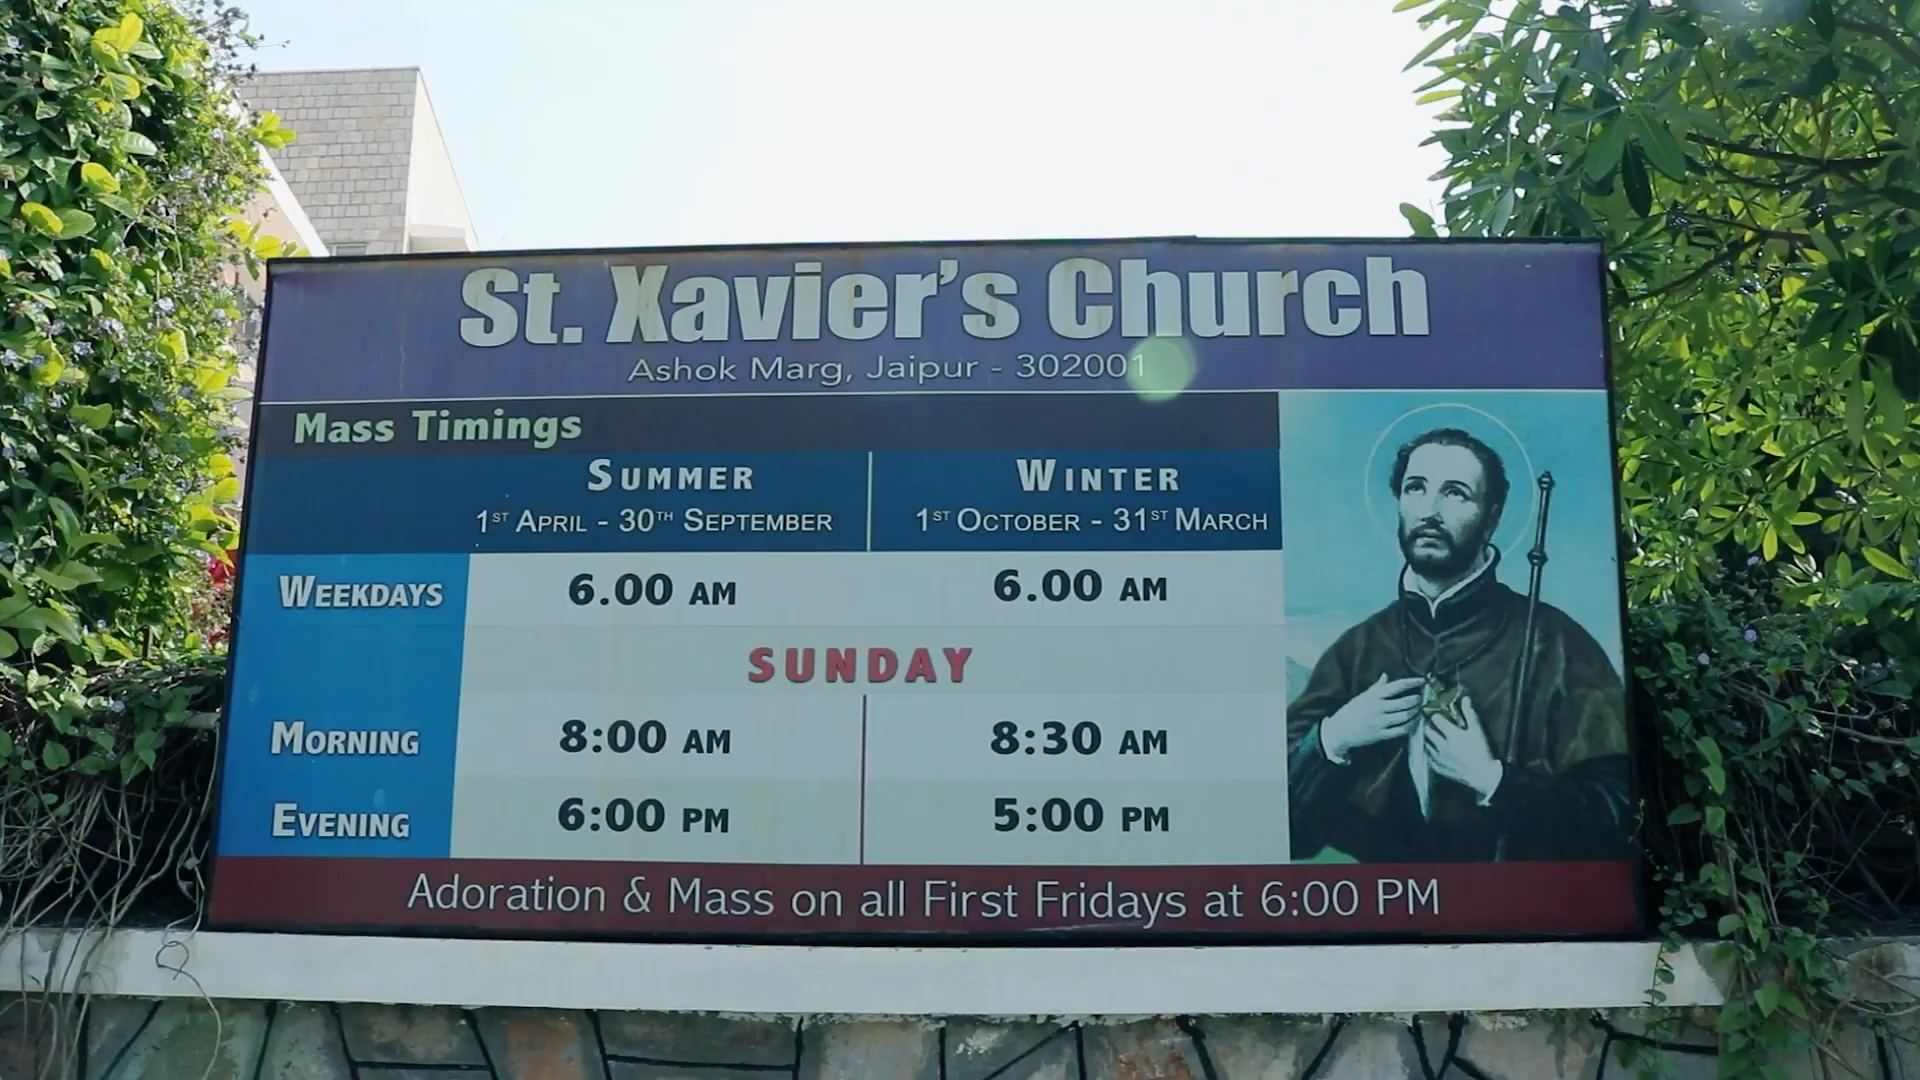 St. Xavier's Church
Ashok Marg, Jaipur - 302001
Mass Timings
SUMMER WINTER
1ST APRIL - 30TH SEPTEMBER 1ST OCTOBER - 31ST MARCH
WEEKDAYS 6.00 AM 6.00 AM
SUNDAY
MORNING 8:00 AM 8:30 AM
EVENING 6:00 PM 5:00 PM
Adoration & Mass on all First Fridays at 6:00 PM